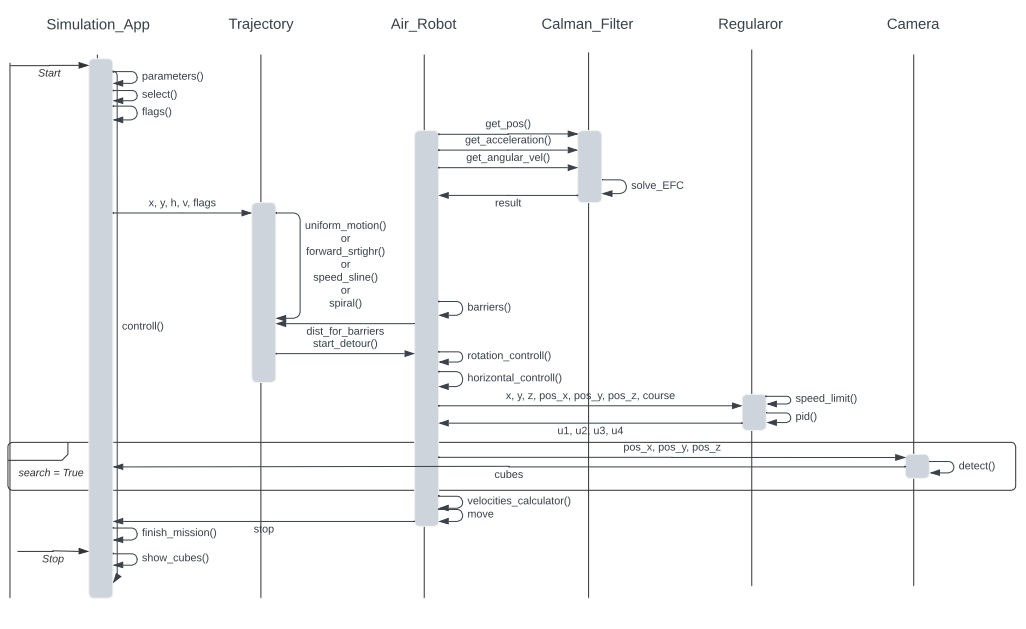 Simulation_App
Trajectory
Air_Robot
Calman_Filter
Regularor
Camera
Start
parameters()
select()
flags()
get_pos()
get_acceleration()
get_angular_vel()
solve_EFC
result
x, y, h, v, flags
uniform_motion()
or
forward_srtighr()
or
speed_sline()
or
spiral()
barriers()
controll()
dist_for_barriers
start_detour()
rotation_controll()
horizontal_controll()
x, y, z, pos_x, pos_y, pos_z, course
speed_limit()
pid()
u1, u2, u3, u4
pos_x, pos_y, pos_z
search = True
cubes
detect()
velocities_calculator()
move
stop
finish_mission()
Stop
show_cubes()